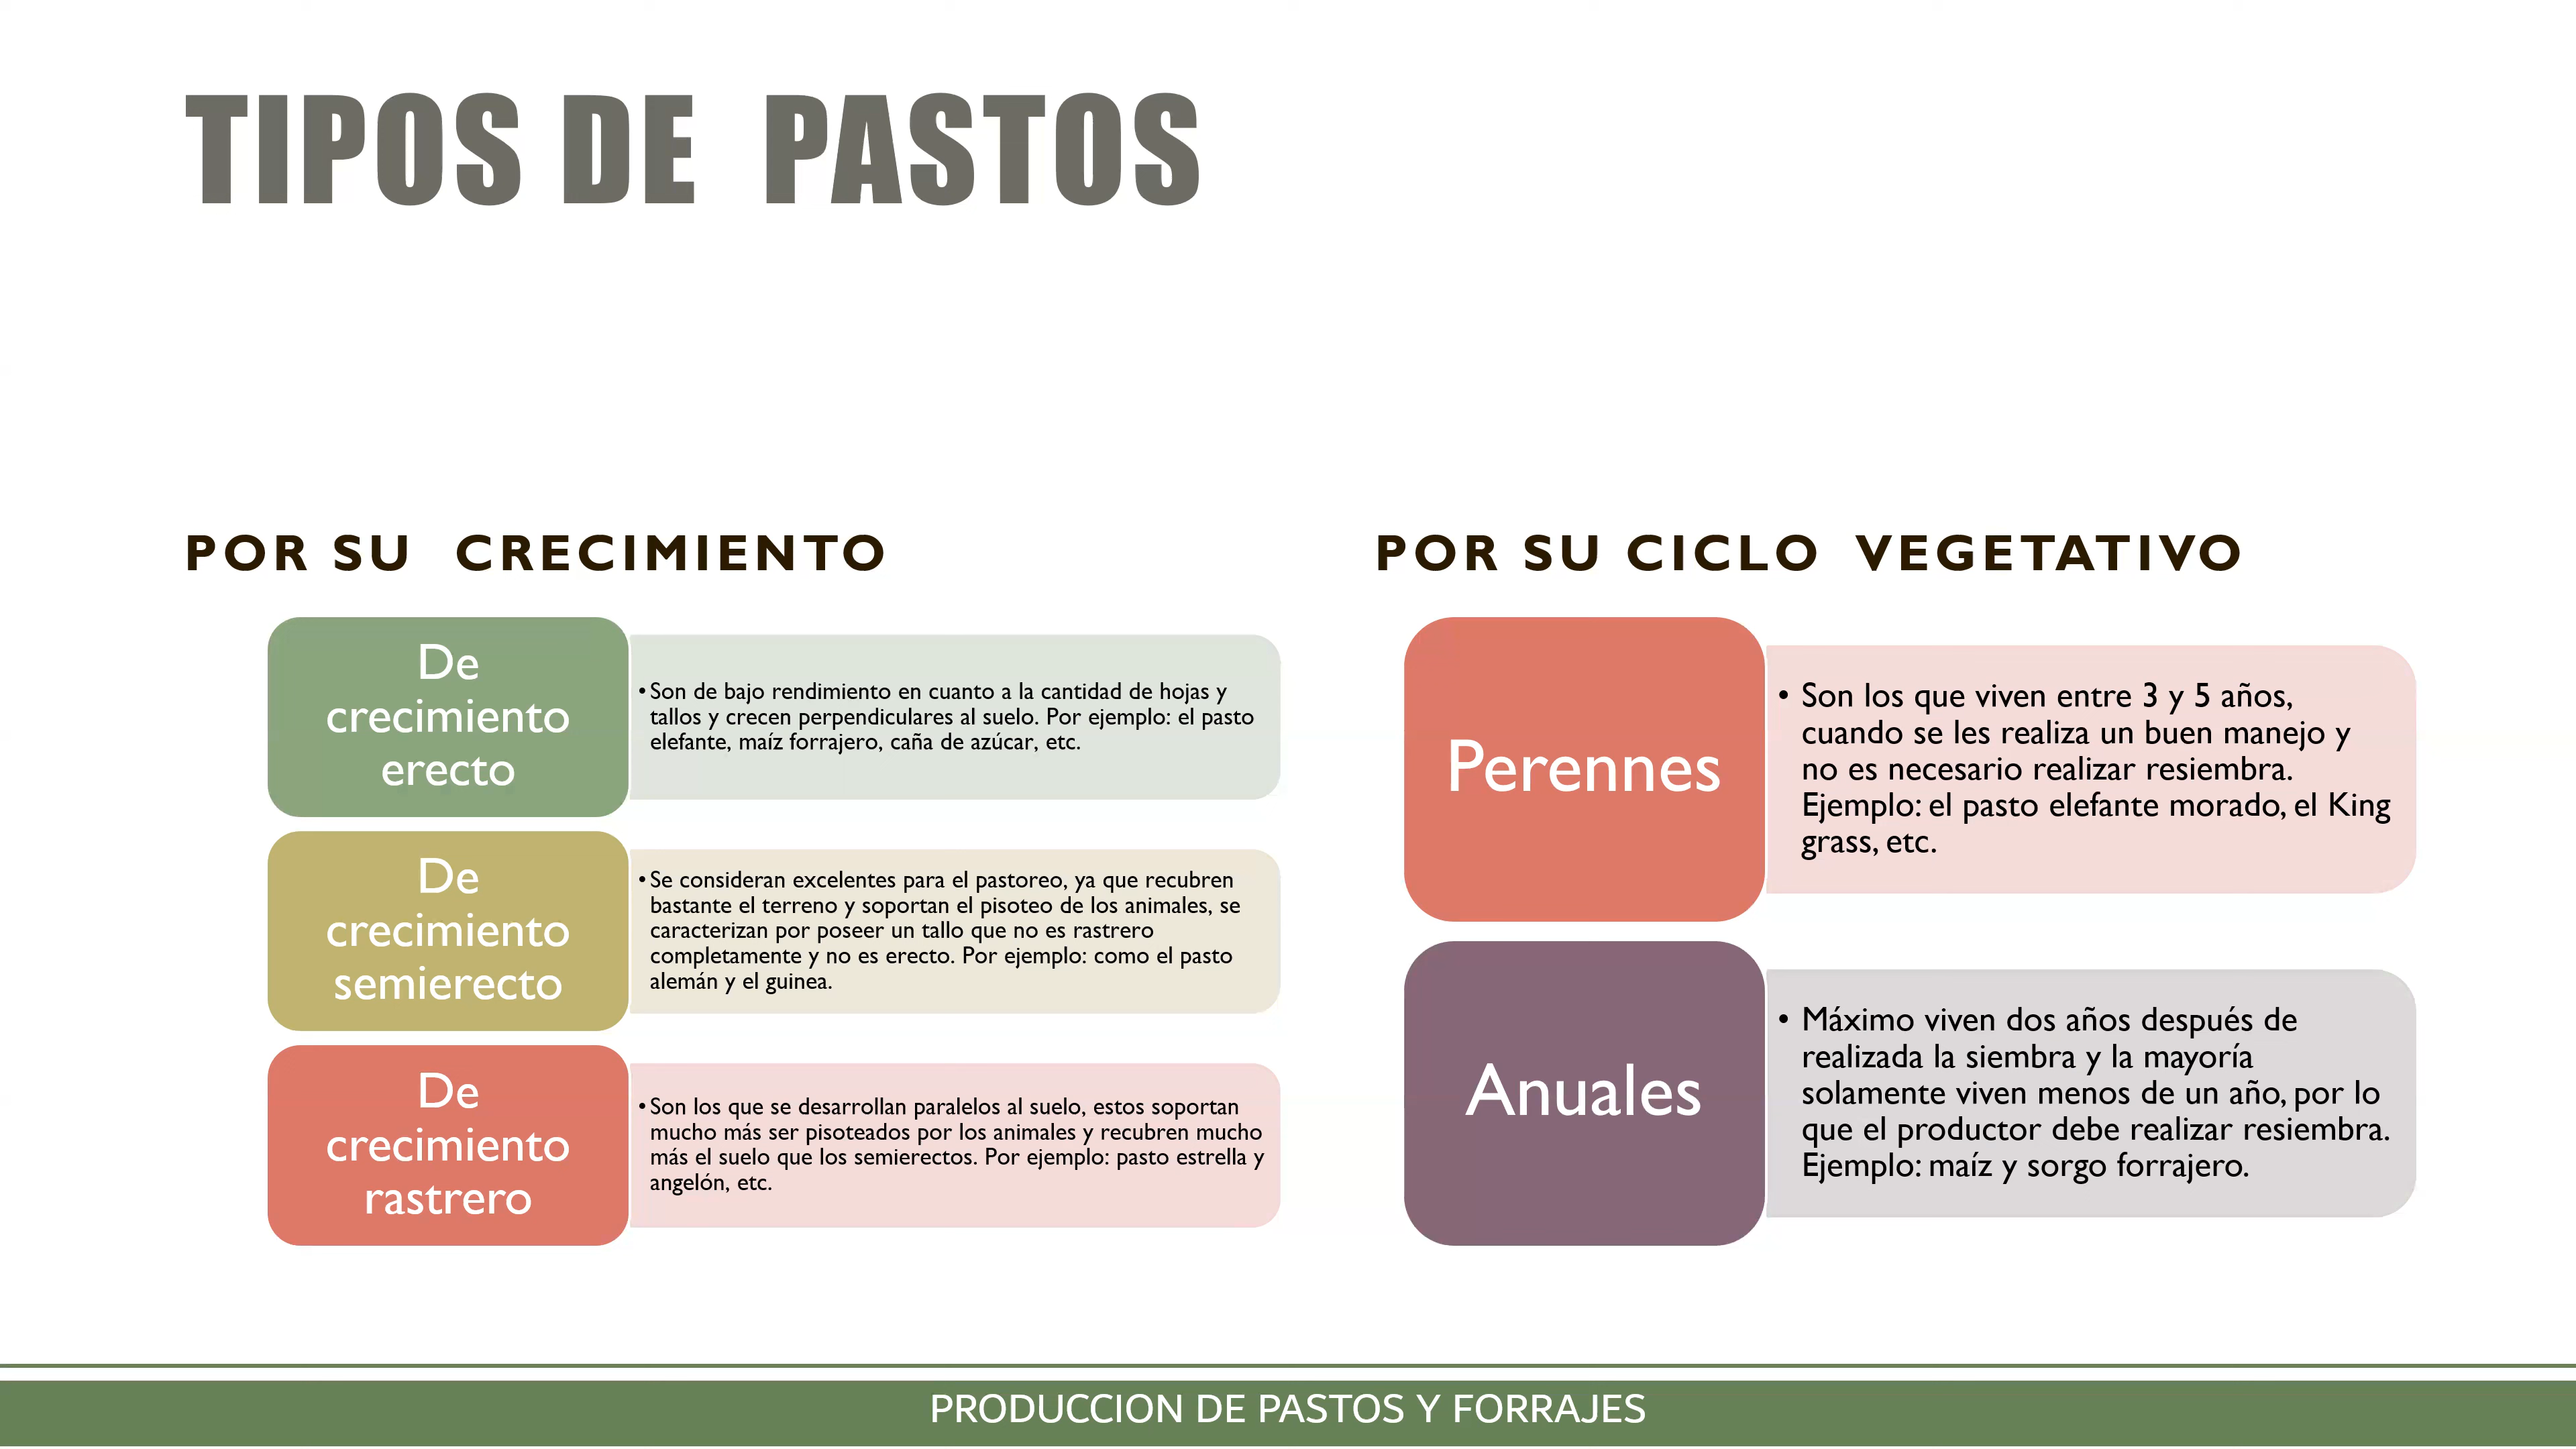 TIPOS DE PASTOS
POR SU CRECIMIENTO
De
crecimiento
erecto
• Son de bajo rendimiento en cuanto a la cantidad de hojas y
tallos y crecen perpendiculares al suelo. Por ejemplo: el pasto
elefante, maíz forrajero, caña de azúcar, etc.
De
crecimiento
semierecto
• Se consideran excelentes para el pastoreo, ya que recubren
bastante el terreno y soportan el pisoteo de los animales, se
caracterizan por poseer un tallo que no es rastrero
completamente y no es erecto. Por ejemplo: como el pasto
alemán y el guinea.
De
crecimiento
rastrero
• Son los que se desarrollan paralelos al suelo, estos soportan
mucho más ser pisoteados por los animales y recubren mucho
más el suelo que los semierectos. Por ejemplo: pasto estrella y
angelón, etc.
POR SU CICLO VEGETATIVO
Perennes
• Son los que viven entre 3 y 5 años,
cuando se les realiza un buen manejo y
no es necesario realizar resiembra.
Ejemplo: el pasto elefante morado, el King
grass, etc.
Anuales
• Máximo viven dos años después de
realizada la siembra y la mayoría
solamente viven menos de un año, por lo
que el productor debe realizar resiembra.
Ejemplo: maíz y sorgo forrajero.
PRODUCCION DE PASTOS Y FORRAJES